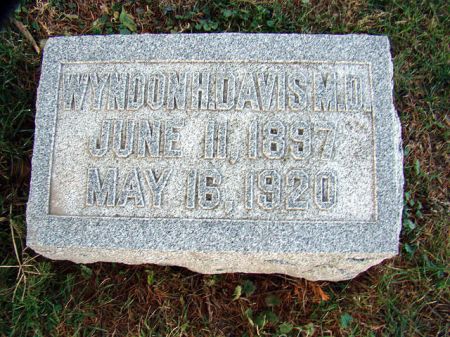 WYNDON H. DAVIS M.D.
JUNE 11, 1897
MAY 16, 1920